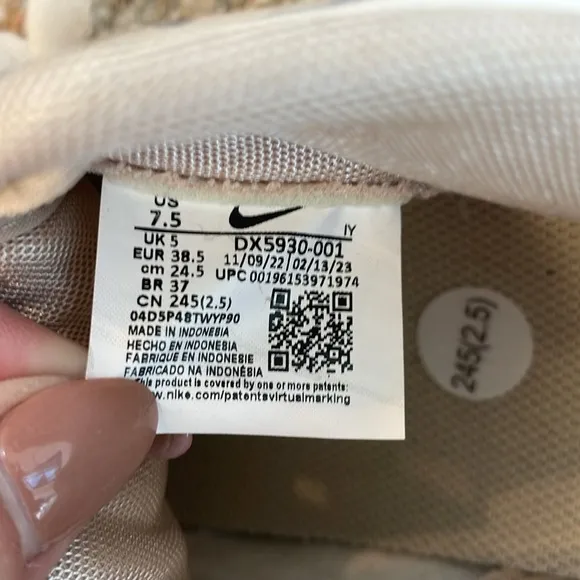 US
7.5
IY
UK 5
DX5930-001
EUR 38.5
11/09/22 / 02/13/23
cm 24.5
UPC 00196153971974
BR 37
CN 245(2.5)
04D5P48TWYP90
MADE IN INDONESIA
HECHO EN INDONESIA
FABRIQUE EN INDONESIE
FABRICADO NA INDONÉSIA
This product is covered by one or more patents:
www.nike.com/patentsvirtualmarking
245(2.5)